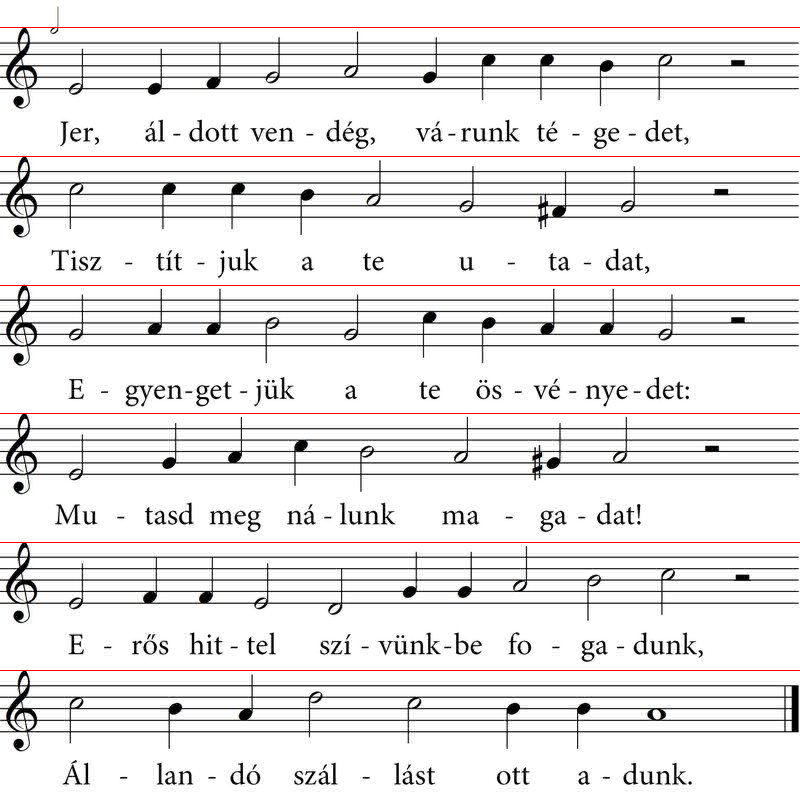 Jer, ál - dott ven - dég, vá - runk té - ge - det,
Tisz - tít - juk a te u - ta - dat,
E - gyen - get - jük a te ös - vé - nye - det:
Mu - tasd meg ná - lunk ma - ga - dat!
E - rős hit - tel szí - vünk - be fo - ga - dunk,
Ál - lan - dó szál - lást ott a - dunk.